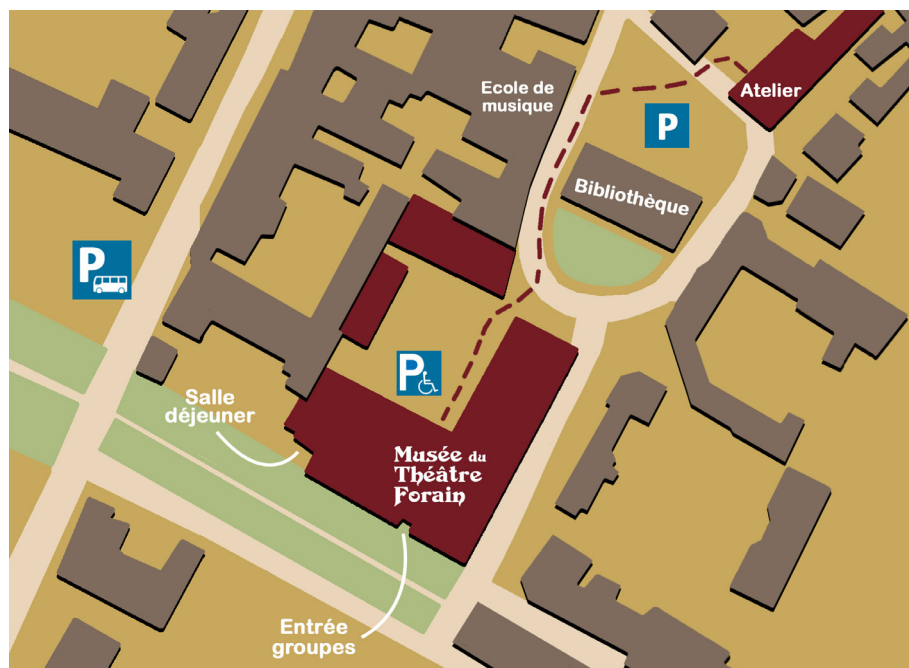 Ecole de
musique
Atelier
P
Bibliothèque
P
P
Salle
déjeuner
Musée du
Théâtre
Forain
Entrée
groupes